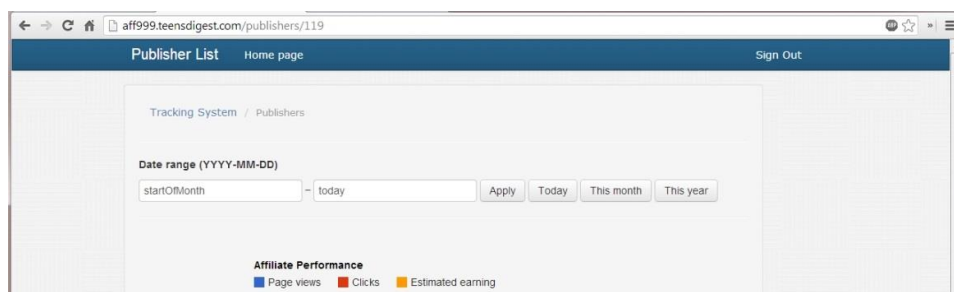 aff999.teensdigest.com/publishers/119
Publisher List Home page Sign Out
Tracking System / Publishers
Date range (YYYY-MM-DD)
startOfMonth – today Apply Today This month This year
Affiliate Performance
Page views Clicks Estimated earning